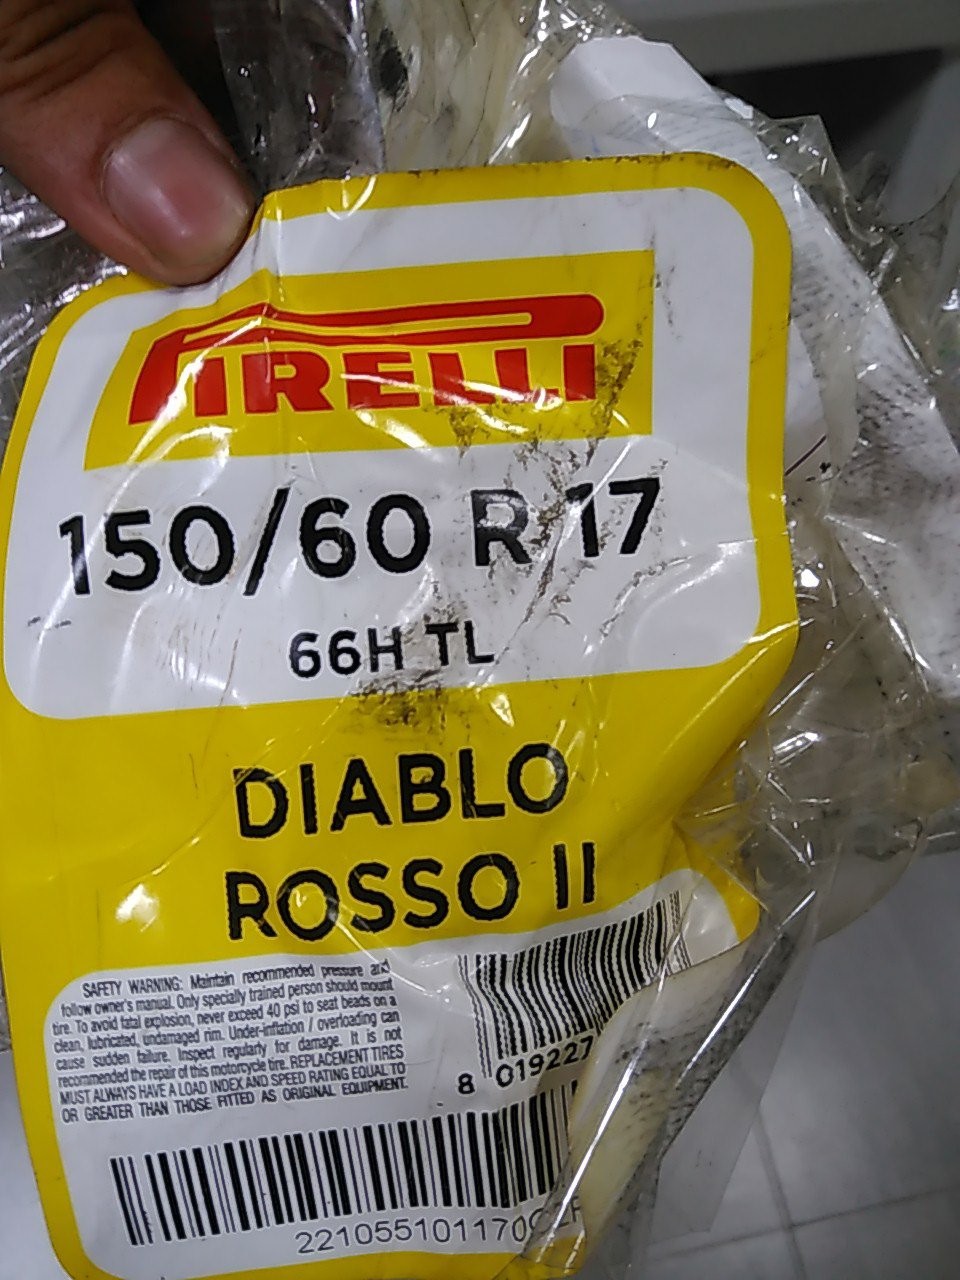 PIRELLI
150/60 R 17
66H TL
DIABLO
ROSSO II
SAFETY WARNING: Maintain recommended pressure and
follow owner's manual. Only specially trained person should mount
tire. To avoid fatal explosion, never exceed 40 psi to seat beads on a
clean, lubricated, undamaged rim. Under-inflation / overloading can
cause sudden failure. Inspect regularly for damage. It is not
recommended the repair of this motorcycle tire. REPLACEMENT TIRES
MUST ALWAYS HAVE A LOAD INDEX AND SPEED RATING EQUAL TO
OR GREATER THAN THOSE FITTED AS ORIGINAL EQUIPMENT.
8 019227
221055101170